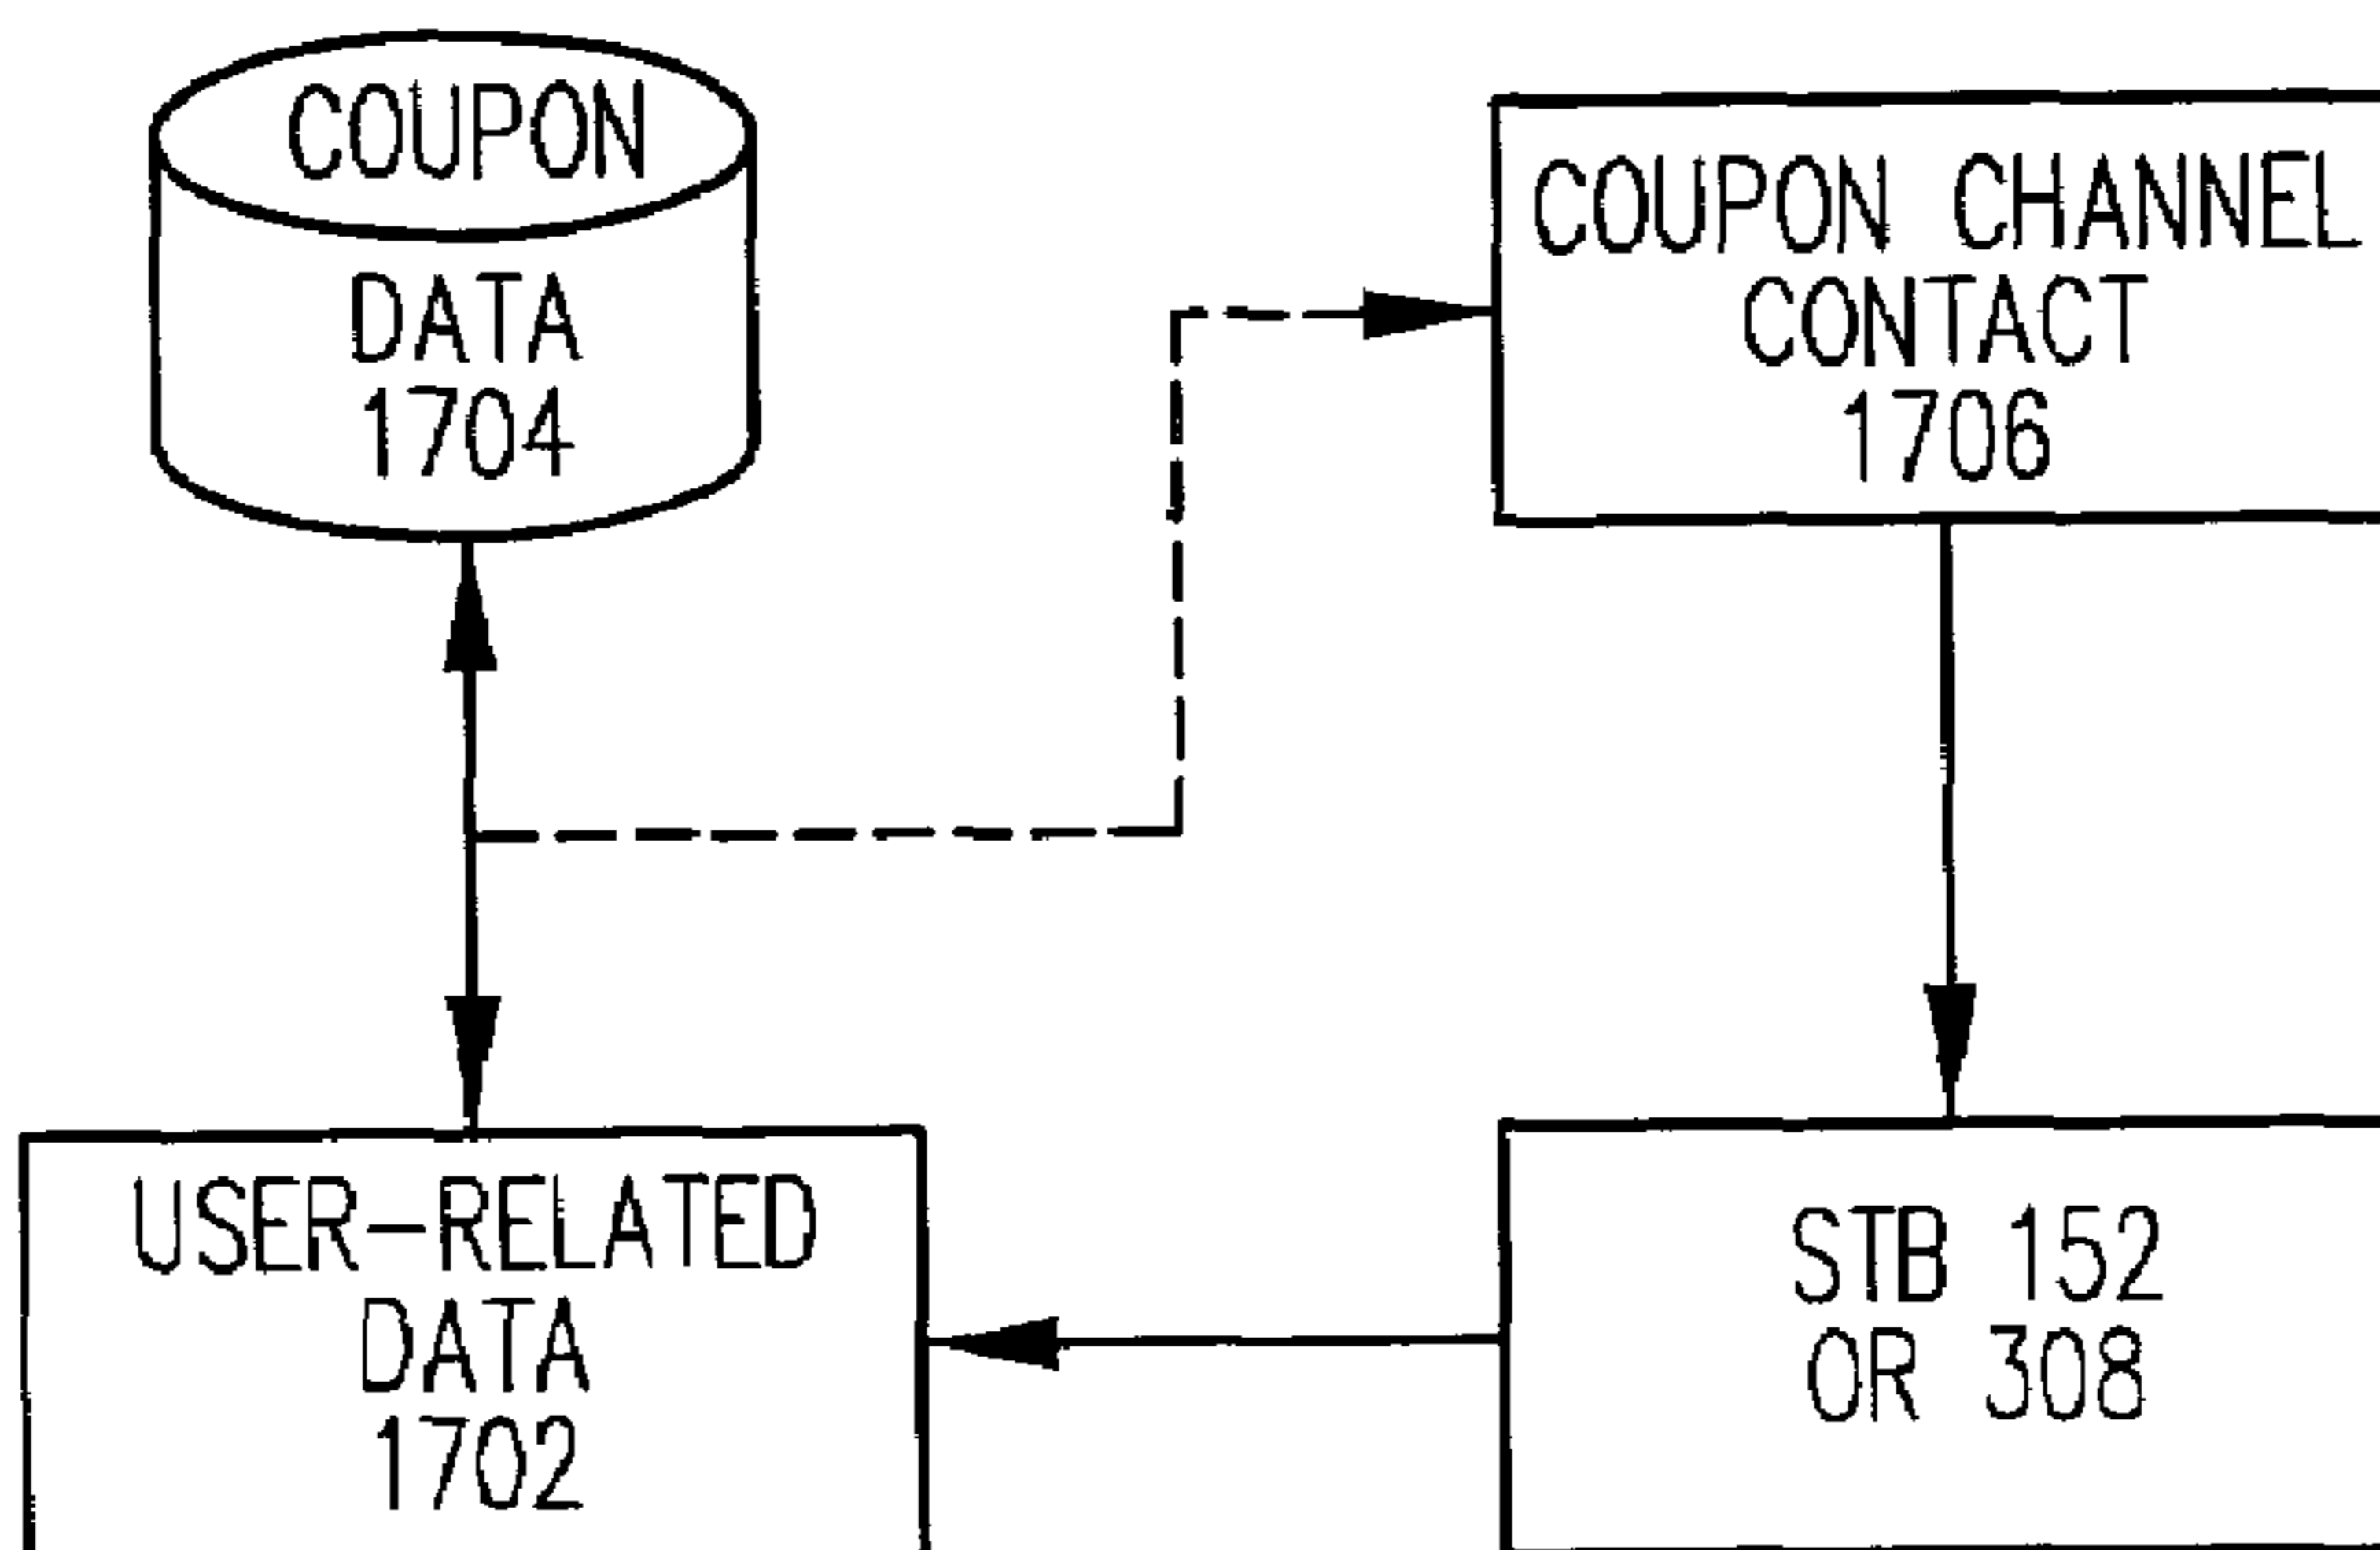 COUPON
DATA
1704
COUPON CHANNEL
CONTACT
1706
USER-RELATED
DATA
1702
STB 152
OR 308